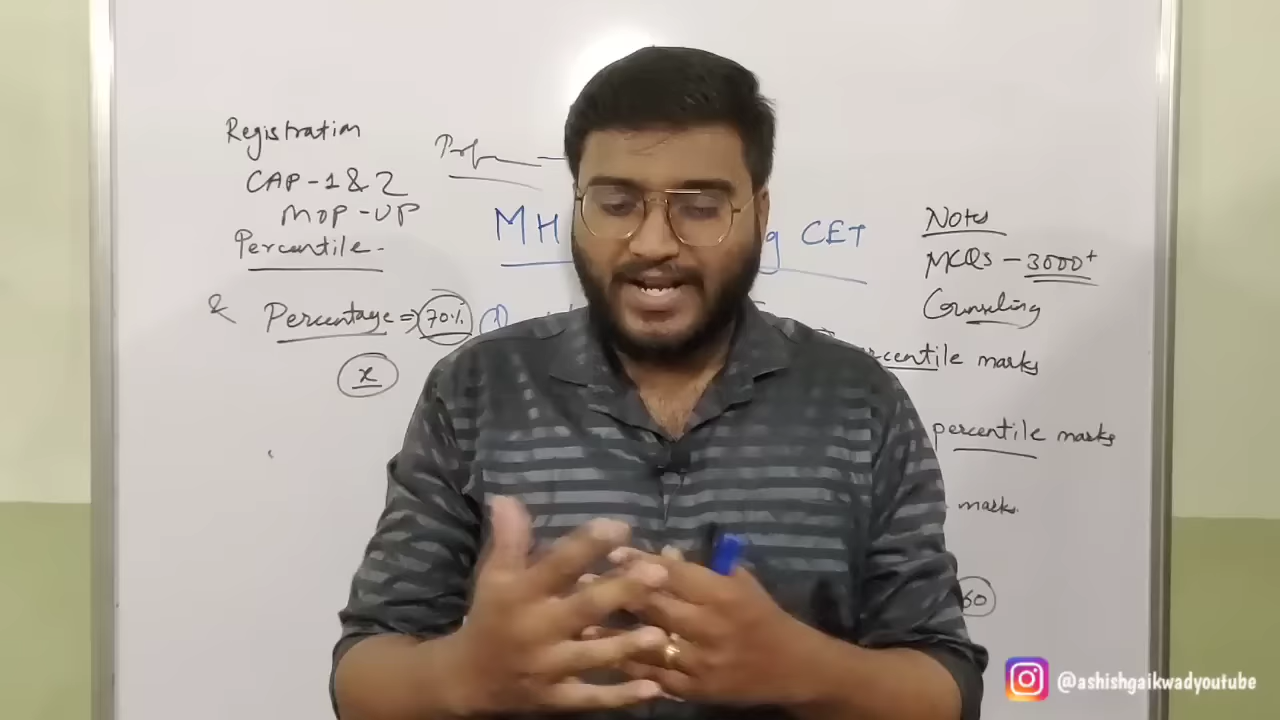 Registration
CAP-1 & 2
MOP-UP
Percentile-
& Percentage ⇒ 70%
x
MH
g CET
Notes
MCQs - 3000+
Counseling
rcentile marks
percentile marks
marks.
60
@ashishgaikwadyoutube